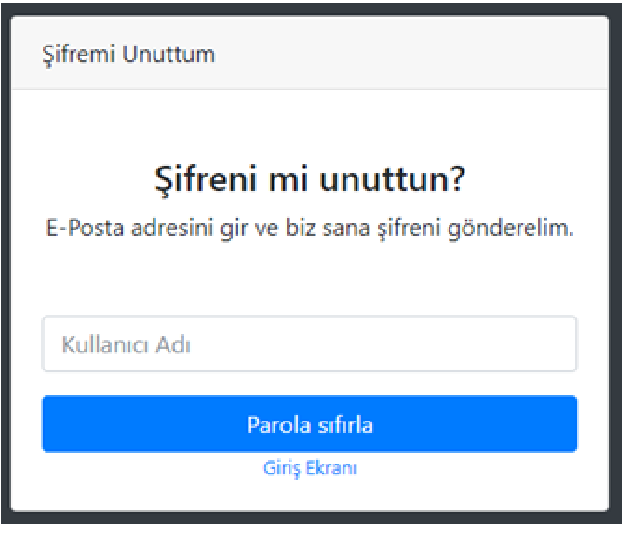 Şifremi Unuttum
Şifreni mi unuttun?
E-Posta adresini gir ve biz sana şifreni gönderelim.
Kullanıcı Adı
Parola sıfırla
Giriş Ekranı